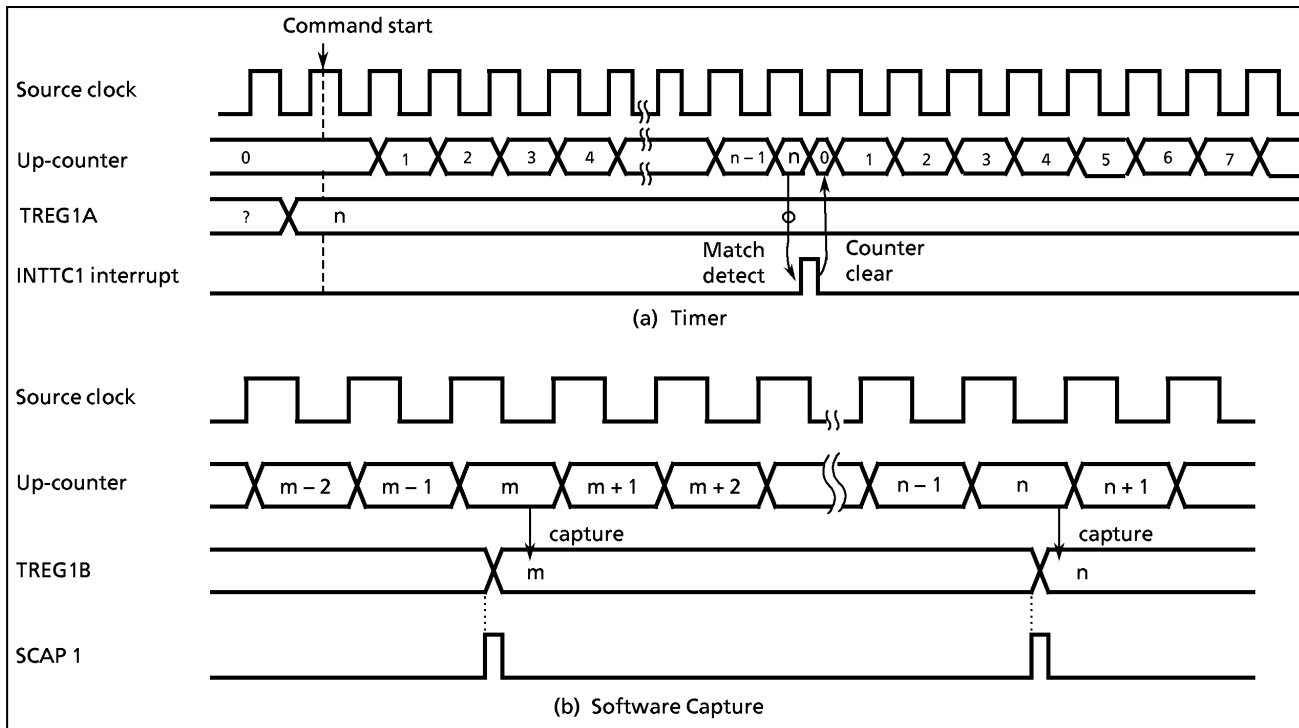 Command start
Source clock
Up-counter 0 1 2 3 4 n – 1 n 0 1 2 3 4 5 6 7
TREG1A ? n
INTTC1 interrupt
Match
detect
Counter
clear
(a) Timer
Source clock
Up-counter m – 2 m – 1 m m + 1 m + 2 n – 1 n n + 1
capture capture
TREG1B m n
SCAP 1
(b) Software Capture